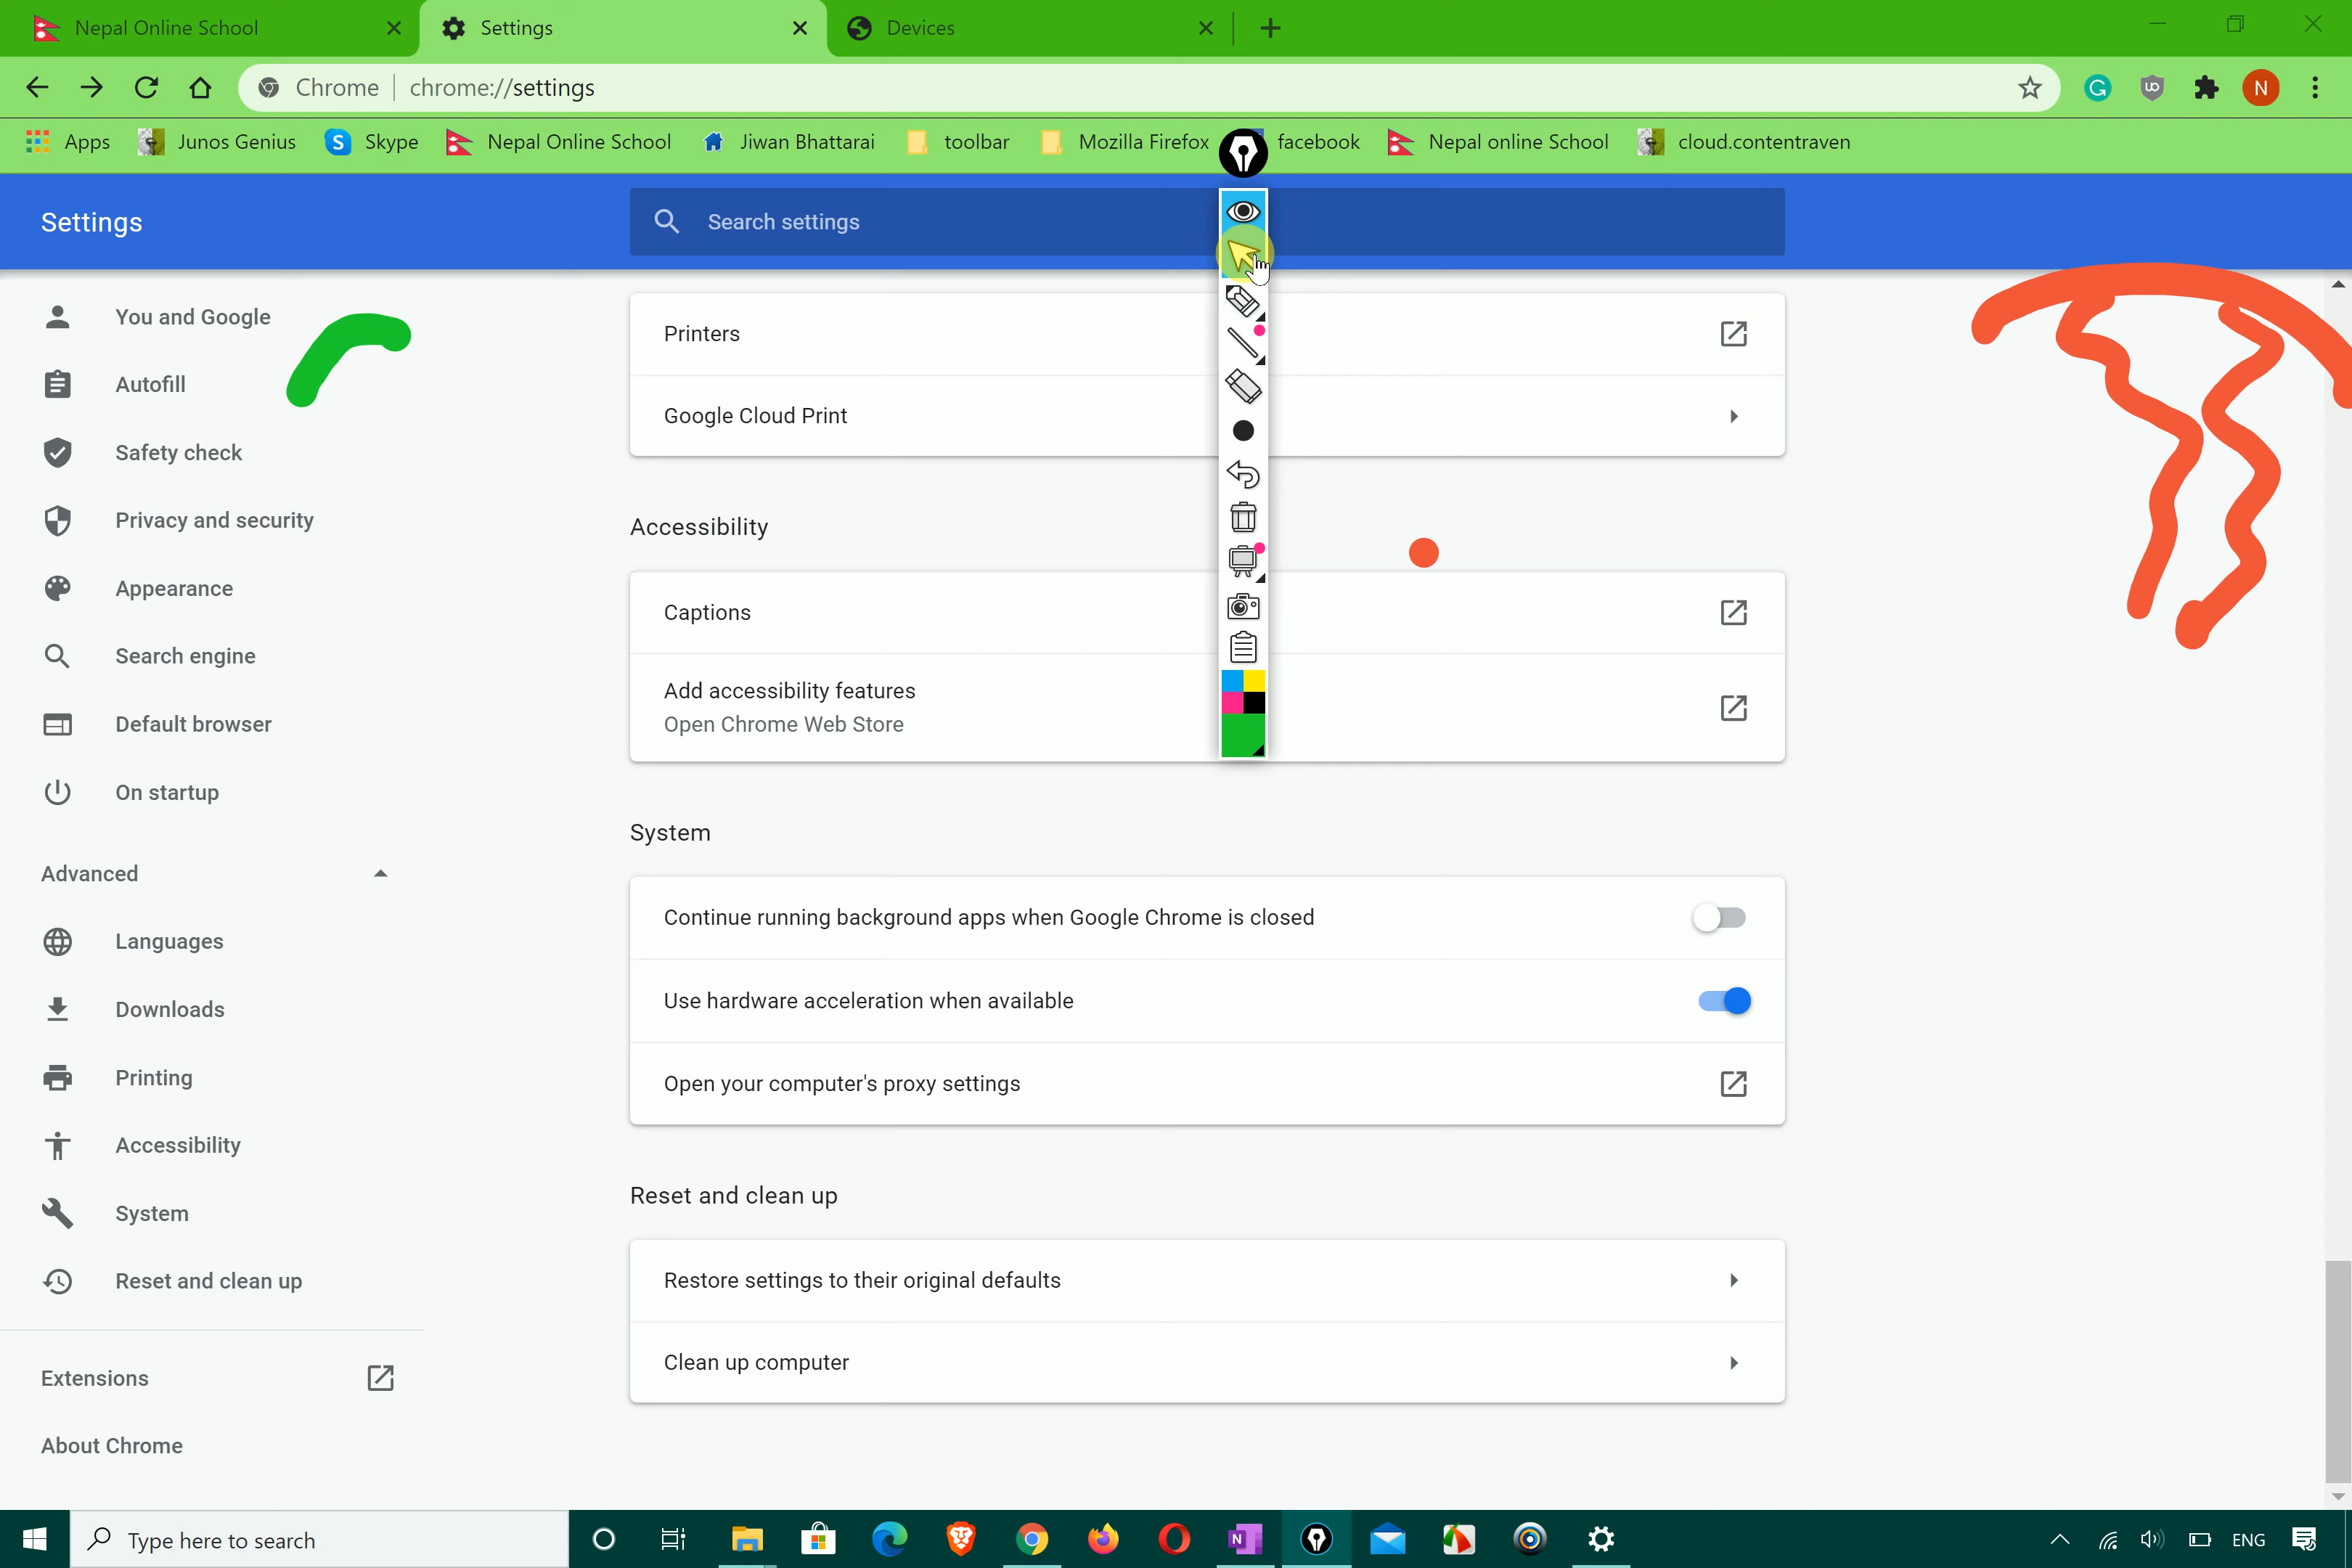 Nepal Online School
Settings
Devices
Chrome chrome://settings
N
Apps Junos Genius Skype Nepal Online School Jiwan Bhattarai toolbar Mozilla Firefox facebook Nepal online School cloud.contentraven
Settings
Search settings
You and Google
Autofill
Safety check
Privacy and security
Appearance
Search engine
Default browser
On startup
Advanced
Languages
Downloads
Printing
Accessibility
System
Reset and clean up
Extensions
About Chrome
Printers
Google Cloud Print
Accessibility
Captions
Add accessibility features
Open Chrome Web Store
System
Continue running background apps when Google Chrome is closed
Use hardware acceleration when available
Open your computer's proxy settings
Reset and clean up
Restore settings to their original defaults
Clean up computer
Type here to search
ENG